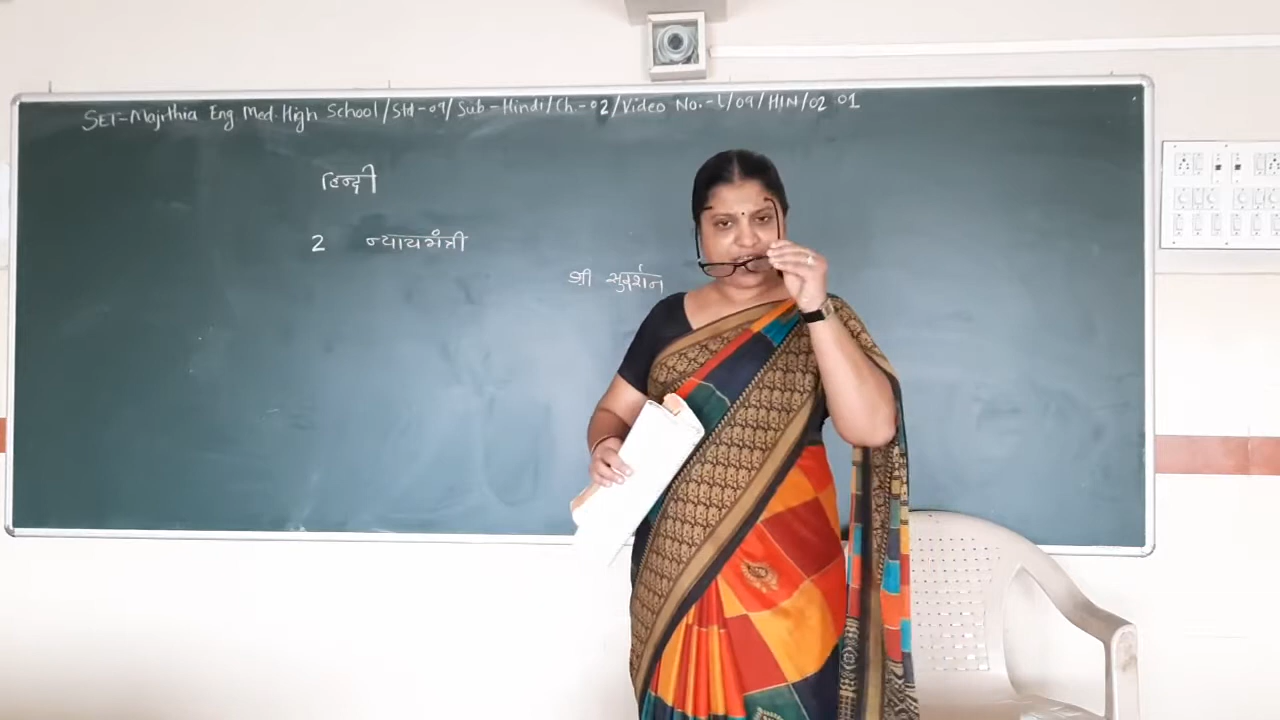 SET-Majithia Eng Med. High School/Std-09/Sub-Hindi/Ch.-02/Video No.-L/09/HIN/02 01
हिन्दी
2 न्यायमंत्री
श्री सुदर्शन